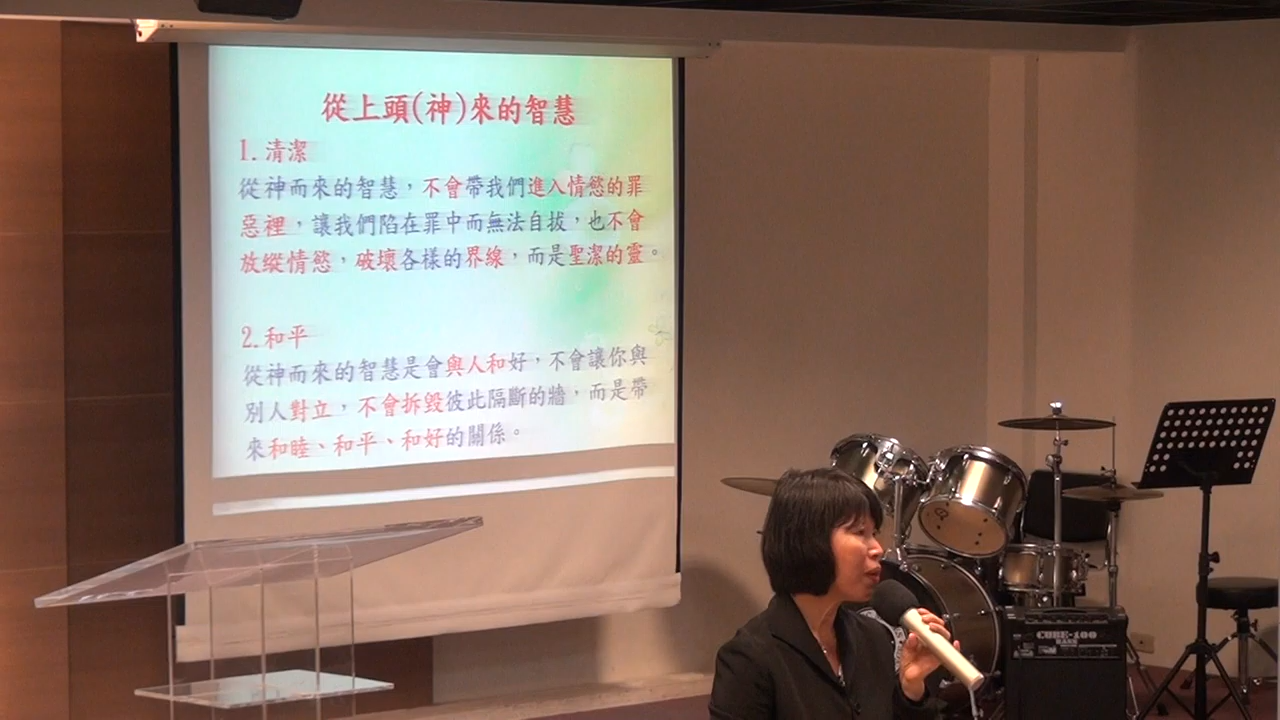 從上頭(神)來的智慧
1. 清潔
從神而來的智慧，不會帶我們進入情慾的罪
惡裡，讓我們陷在罪中而無法自拔，也不會
放縱情慾，破壞各樣的界線，而是聖潔的靈。
2. 和平
從神而來的智慧是會與人和好，不會讓你與
別人對立，不會拆毀彼此隔斷的牆，而是帶
來和睦、和平、和好的關係。
CUBE-100
BASS